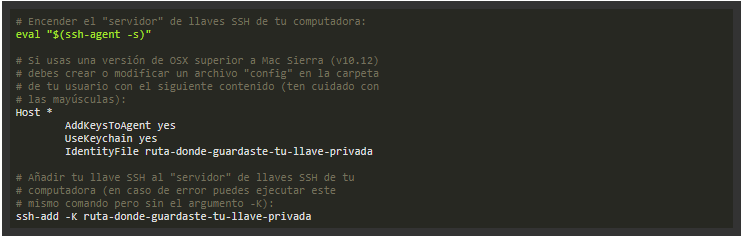 # Encender el "servidor" de llaves SSH de tu computadora:
eval "$(ssh-agent -s)"
# Si usas una versión de OSX superior a Mac Sierra (v10.12)
# debes crear o modificar un archivo "config" en la carpeta
# de tu usuario con el siguiente contenido (ten cuidado con
# las mayúsculas):
Host *
        AddKeysToAgent yes
        UseKeychain yes
        IdentityFile ruta-donde-guardaste-tu-llave-privada
# Añadir tu llave SSH al "servidor" de llaves SSH de tu
# computadora (en caso de error puedes ejecutar este
# mismo comando pero sin el argumento -K):
ssh-add -K ruta-donde-guardaste-tu-llave-privada